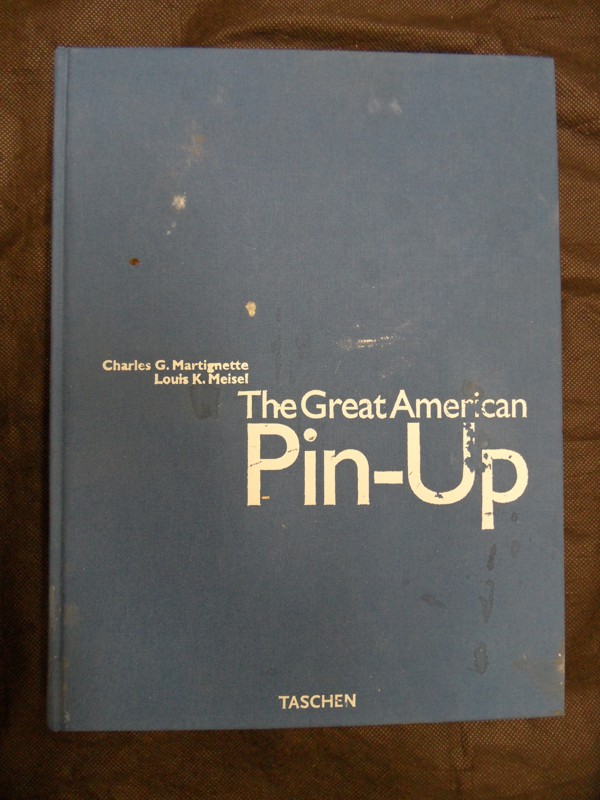 Charles G. Martignette
Louis K. Meisel
The Great American
Pin-Up
TASCHEN